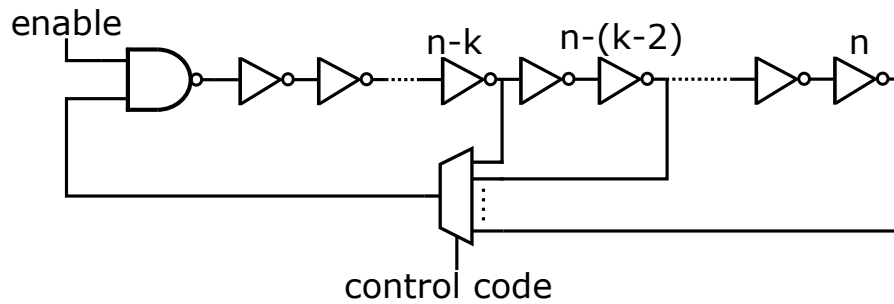 enable
n-k
n-(k-2)
n
control code